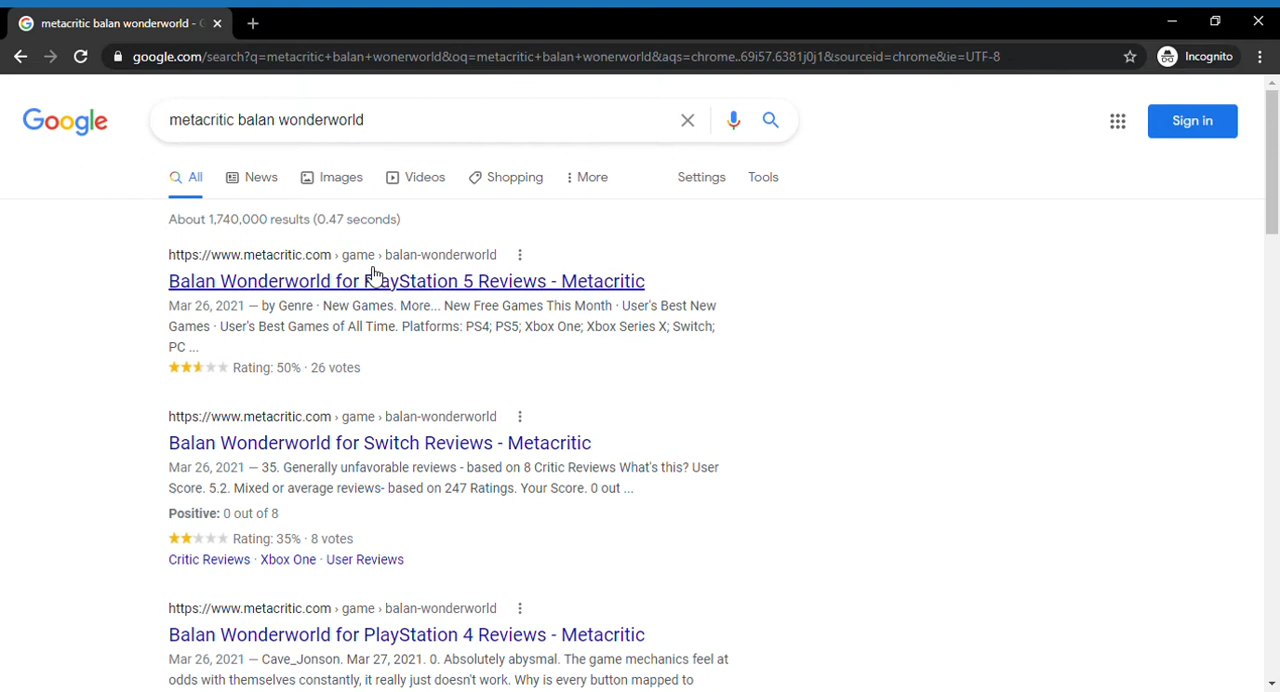 metacritic balan wonderworld - G
google.com/search?q=metacritic+balan+wonerworld&oq=metacritic+balan+wonerworld&aqs=chrome..69i57.6381j0j1&sourceid=chrome&ie=UTF-8
Incognito
Google
metacritic balan wonderworld
Sign in
All News Images Videos Shopping More Settings Tools
About 1,740,000 results (0.47 seconds)
https://www.metacritic.com › game › balan-wonderworld
Balan Wonderworld for PlayStation 5 Reviews - Metacritic
Mar 26, 2021 — by Genre · New Games. More... New Free Games This Month · User's Best New
Games · User's Best Games of All Time. Platforms: PS4; PS5; Xbox One; Xbox Series X; Switch;
PC ...
Rating: 50% · 26 votes
https://www.metacritic.com › game › balan-wonderworld
Balan Wonderworld for Switch Reviews - Metacritic
Mar 26, 2021 — 35. Generally unfavorable reviews - based on 8 Critic Reviews What's this? User
Score. 5.2. Mixed or average reviews- based on 247 Ratings. Your Score. 0 out ...
Positive: 0 out of 8
Rating: 35% · 8 votes
Critic Reviews · Xbox One · User Reviews
https://www.metacritic.com › game › balan-wonderworld
Balan Wonderworld for PlayStation 4 Reviews - Metacritic
Mar 26, 2021 — Cave_Jonson. Mar 27, 2021. 0. Absolutely abysmal. The game mechanics feel at
odds with themselves constantly, it really just doesn't work. Why is every button mapped to